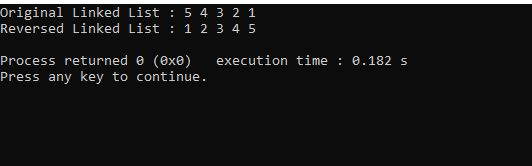 Original Linked List : 5 4 3 2 1
Reversed Linked List : 1 2 3 4 5
Process returned 0 (0x0)   execution time : 0.182 s
Press any key to continue.